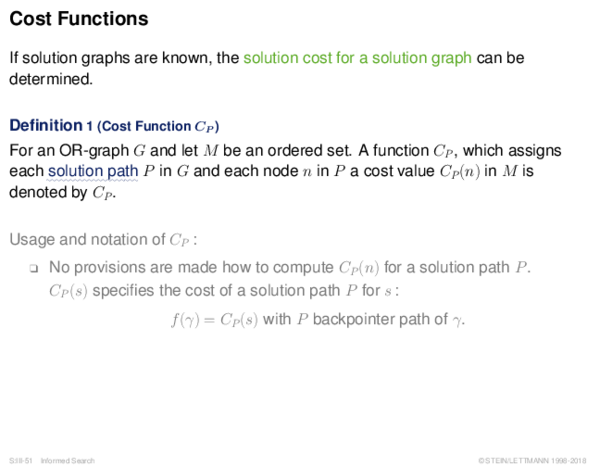 Cost Functions
If solution graphs are known, the solution cost for a solution graph can be
determined.
Definition 1 (Cost Function C_P)
For an OR-graph G and let M be an ordered set. A function C_P, which assigns
each solution path P in G and each node n in P a cost value C_P(n) in M is
denoted by C_P.
Usage and notation of C_P :
❑ No provisions are made how to compute C_P(n) for a solution path P.
C_P(s) specifies the cost of a solution path P for s :
f(γ) = C_P(s) with P backpointer path of γ.
S:III-51 Informed Search
©STEIN/LETTMANN 1998-2018